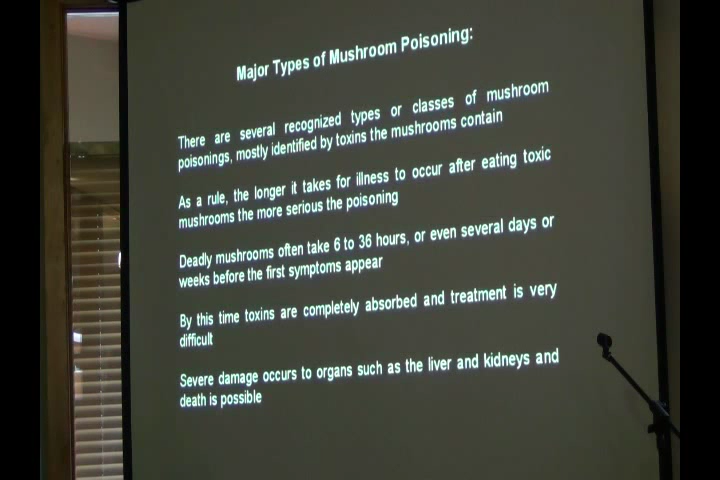 Major Types of Mushroom Poisoning:
There are several recognized types or classes of mushroom
poisonings, mostly identified by toxins the mushrooms contain
As a rule, the longer it takes for illness to occur after eating toxic
mushrooms the more serious the poisoning
Deadly mushrooms often take 6 to 36 hours, or even several days or
weeks before the first symptoms appear
By this time toxins are completely absorbed and treatment is very
difficult
Severe damage occurs to organs such as the liver and kidneys and
death is possible